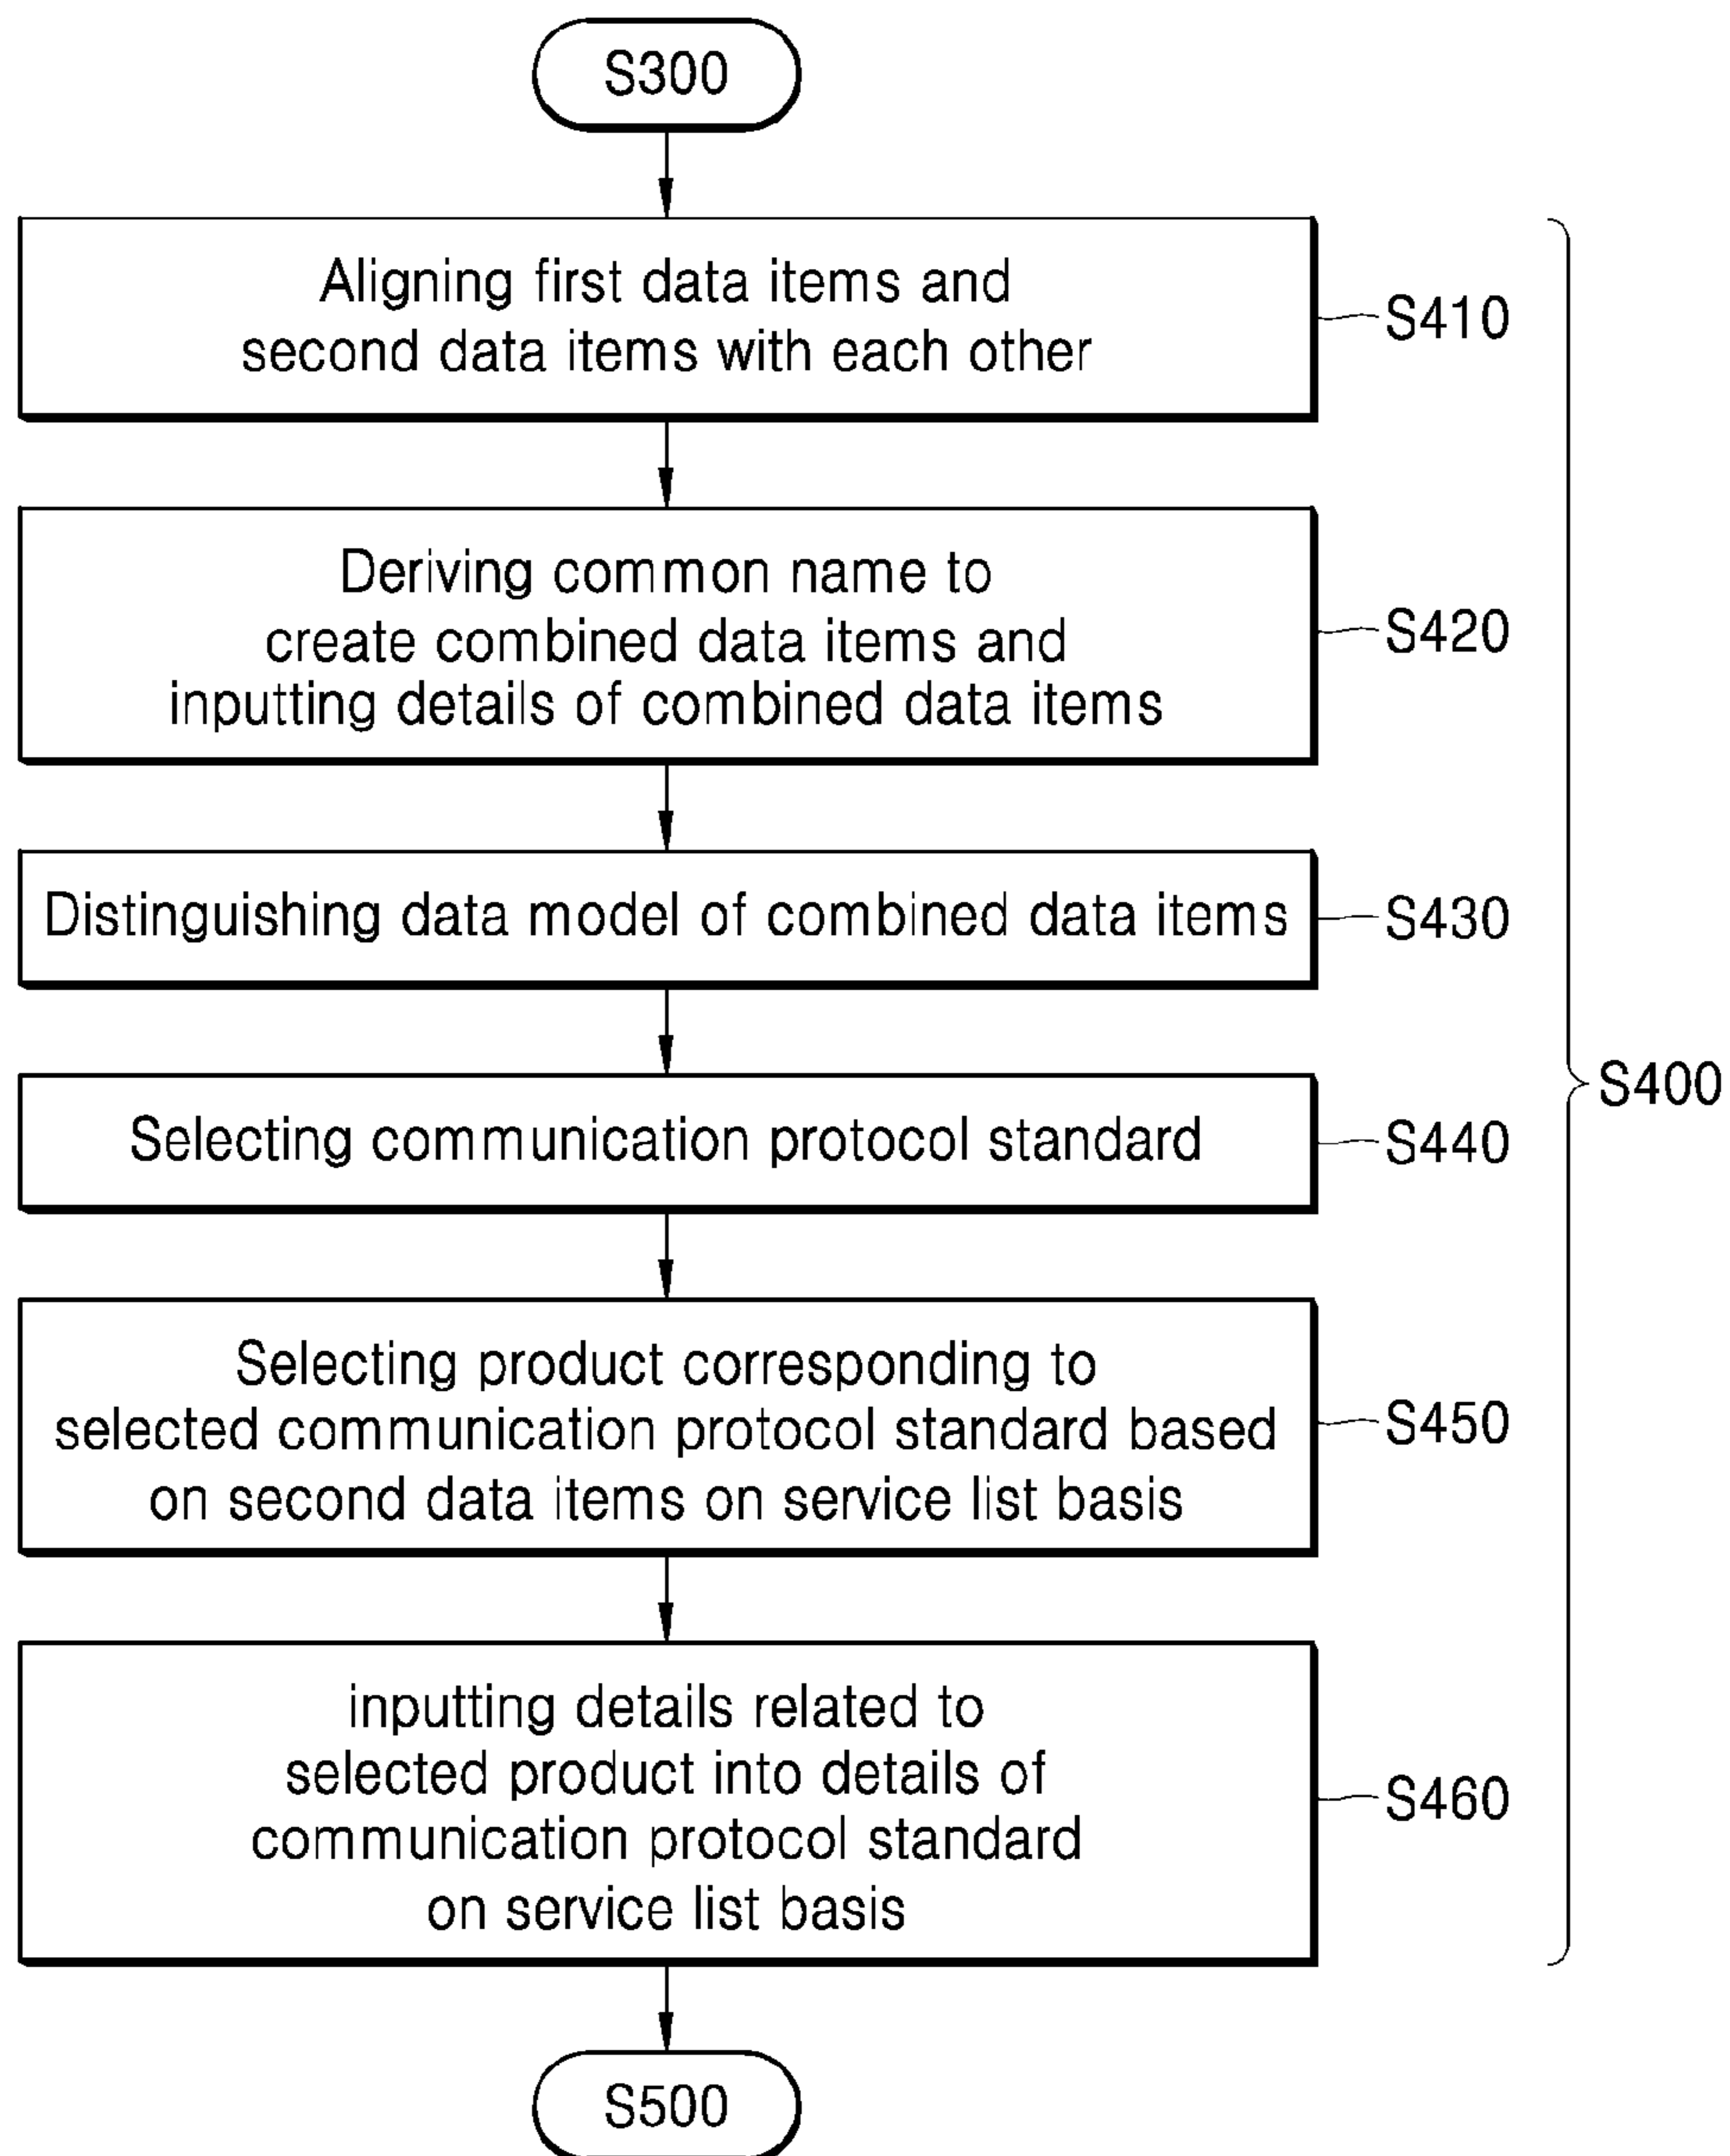 S300
Aligning first data items and
second data items with each other
S410
Deriving common name to
create combined data items and
inputting details of combined data items
S420
Distinguishing data model of combined data items
S430
S400
Selecting communication protocol standard
S440
Selecting product corresponding to
selected communication protocol standard based
on second data items on service list basis
S450
inputting details related to
selected product into details of
communication protocol standard
on service list basis
S460
S500